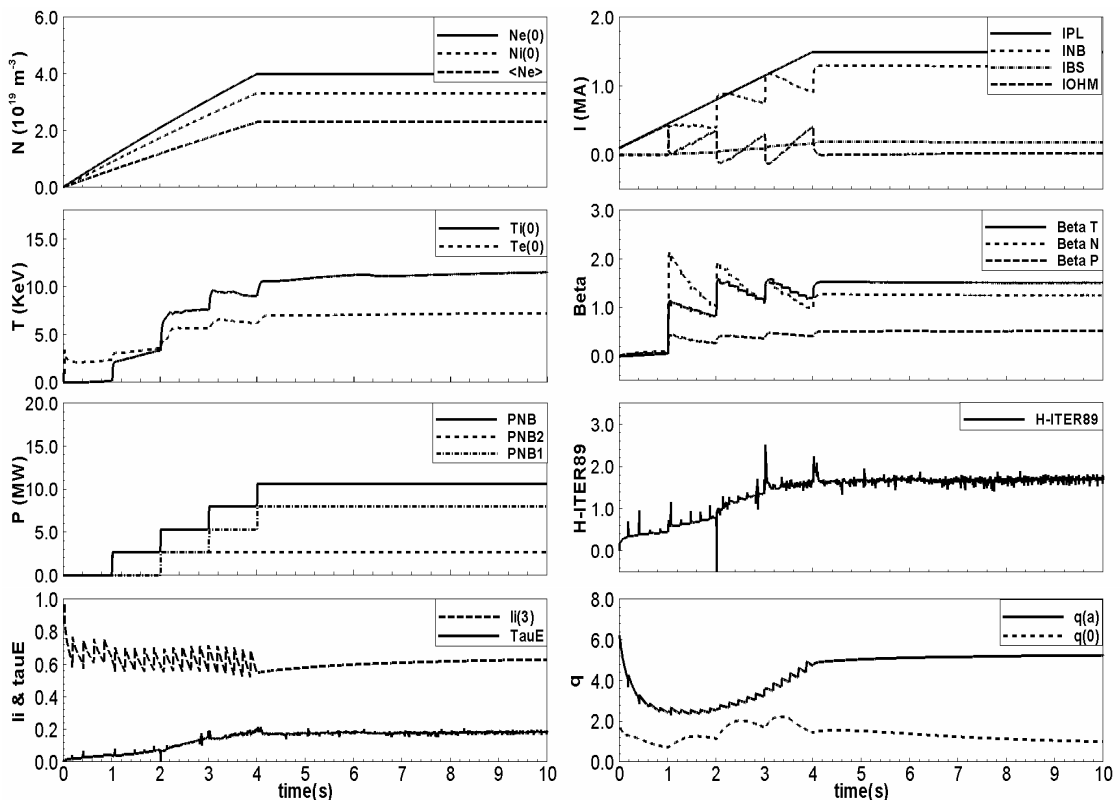 6.0
4.0
2.0
0.0
N (10^19 m^-3)
Ne(0)
Ni(0)
<Ne>
2.0
1.0
0.0
I (MA)
IPL
INB
IBS
IOHM
15.0
10.0
5.0
0.0
T (KeV)
Ti(0)
Te(0)
3.0
2.0
1.0
0.0
Beta
Beta T
Beta N
Beta P
20.0
15.0
10.0
5.0
0.0
P (MW)
PNB
PNB2
PNB1
3.0
2.0
1.0
0.0
H-ITER89
H-ITER89
1.0
0.8
0.6
0.4
0.2
0.0
li & tauE
li(3)
TauE
0 1 2 3 4 5 6 7 8 9 10
time(s)
8.0
6.0
4.0
2.0
0.0
q
q(a)
q(0)
0 1 2 3 4 5 6 7 8 9 10
time(s)